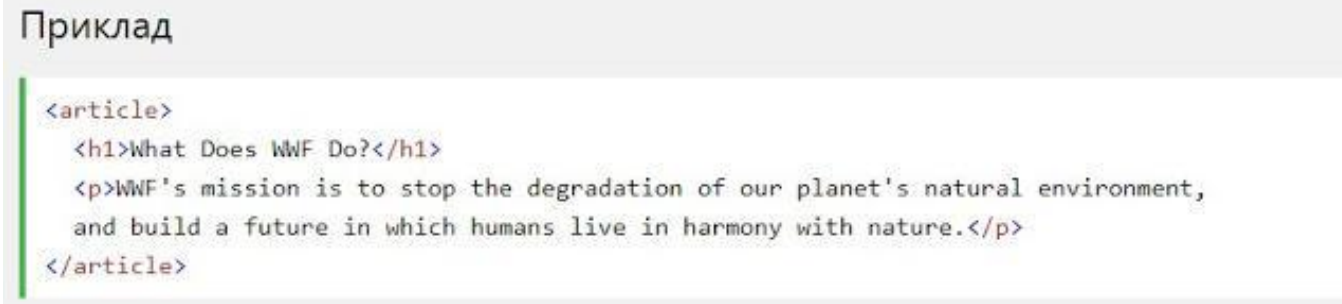 Приклад
<article>
<h1>What Does WWF Do?</h1>
<p>WWF's mission is to stop the degradation of our planet's natural environment,
and build a future in which humans live in harmony with nature.</p>
</article>